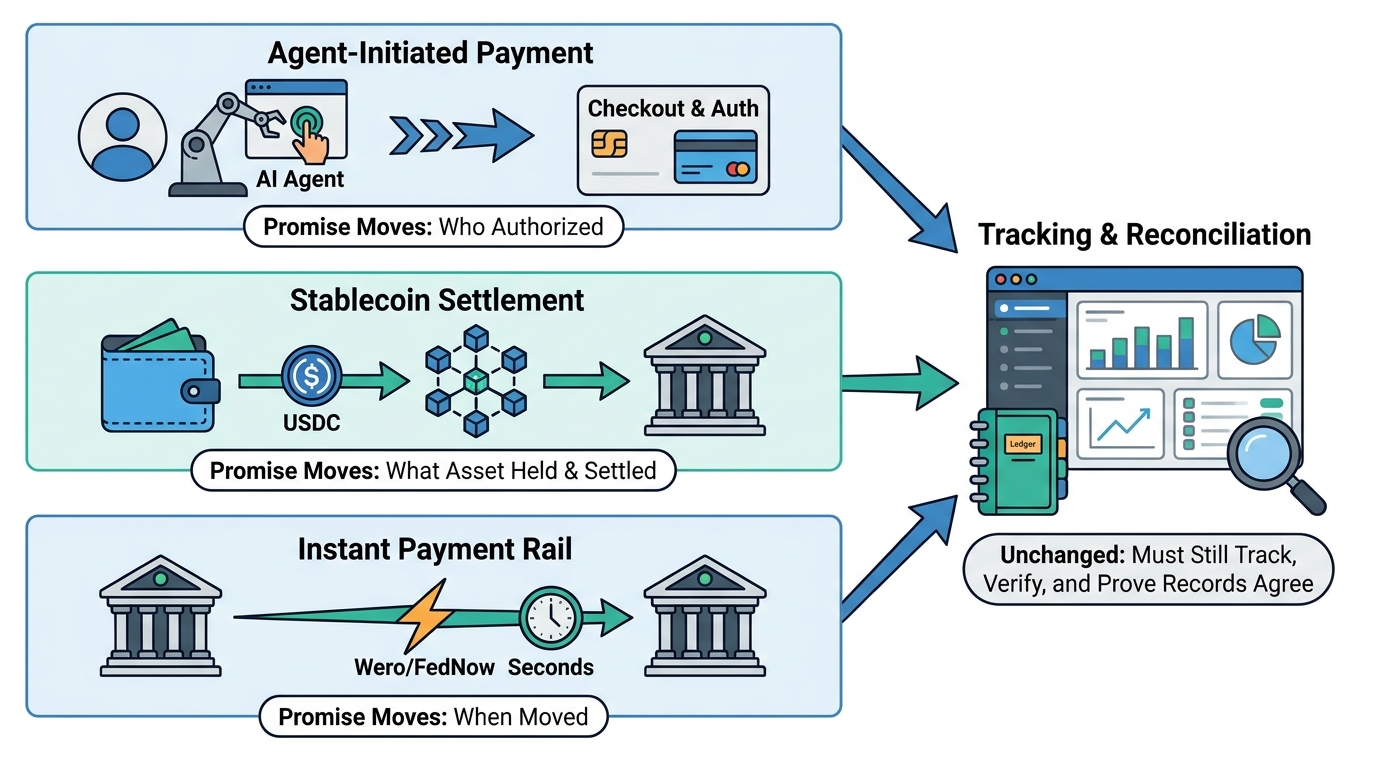 Agent-Initiated Payment
AI Agent
Checkout & Auth
Promise Moves: Who Authorized
Stablecoin Settlement
$
USDC
Promise Moves: What Asset Held & Settled
Instant Payment Rail
Wero/FedNow Seconds
Promise Moves: When Moved
Tracking & Reconciliation
Ledger
Unchanged: Must Still Track,
Verify, and Prove Records Agree